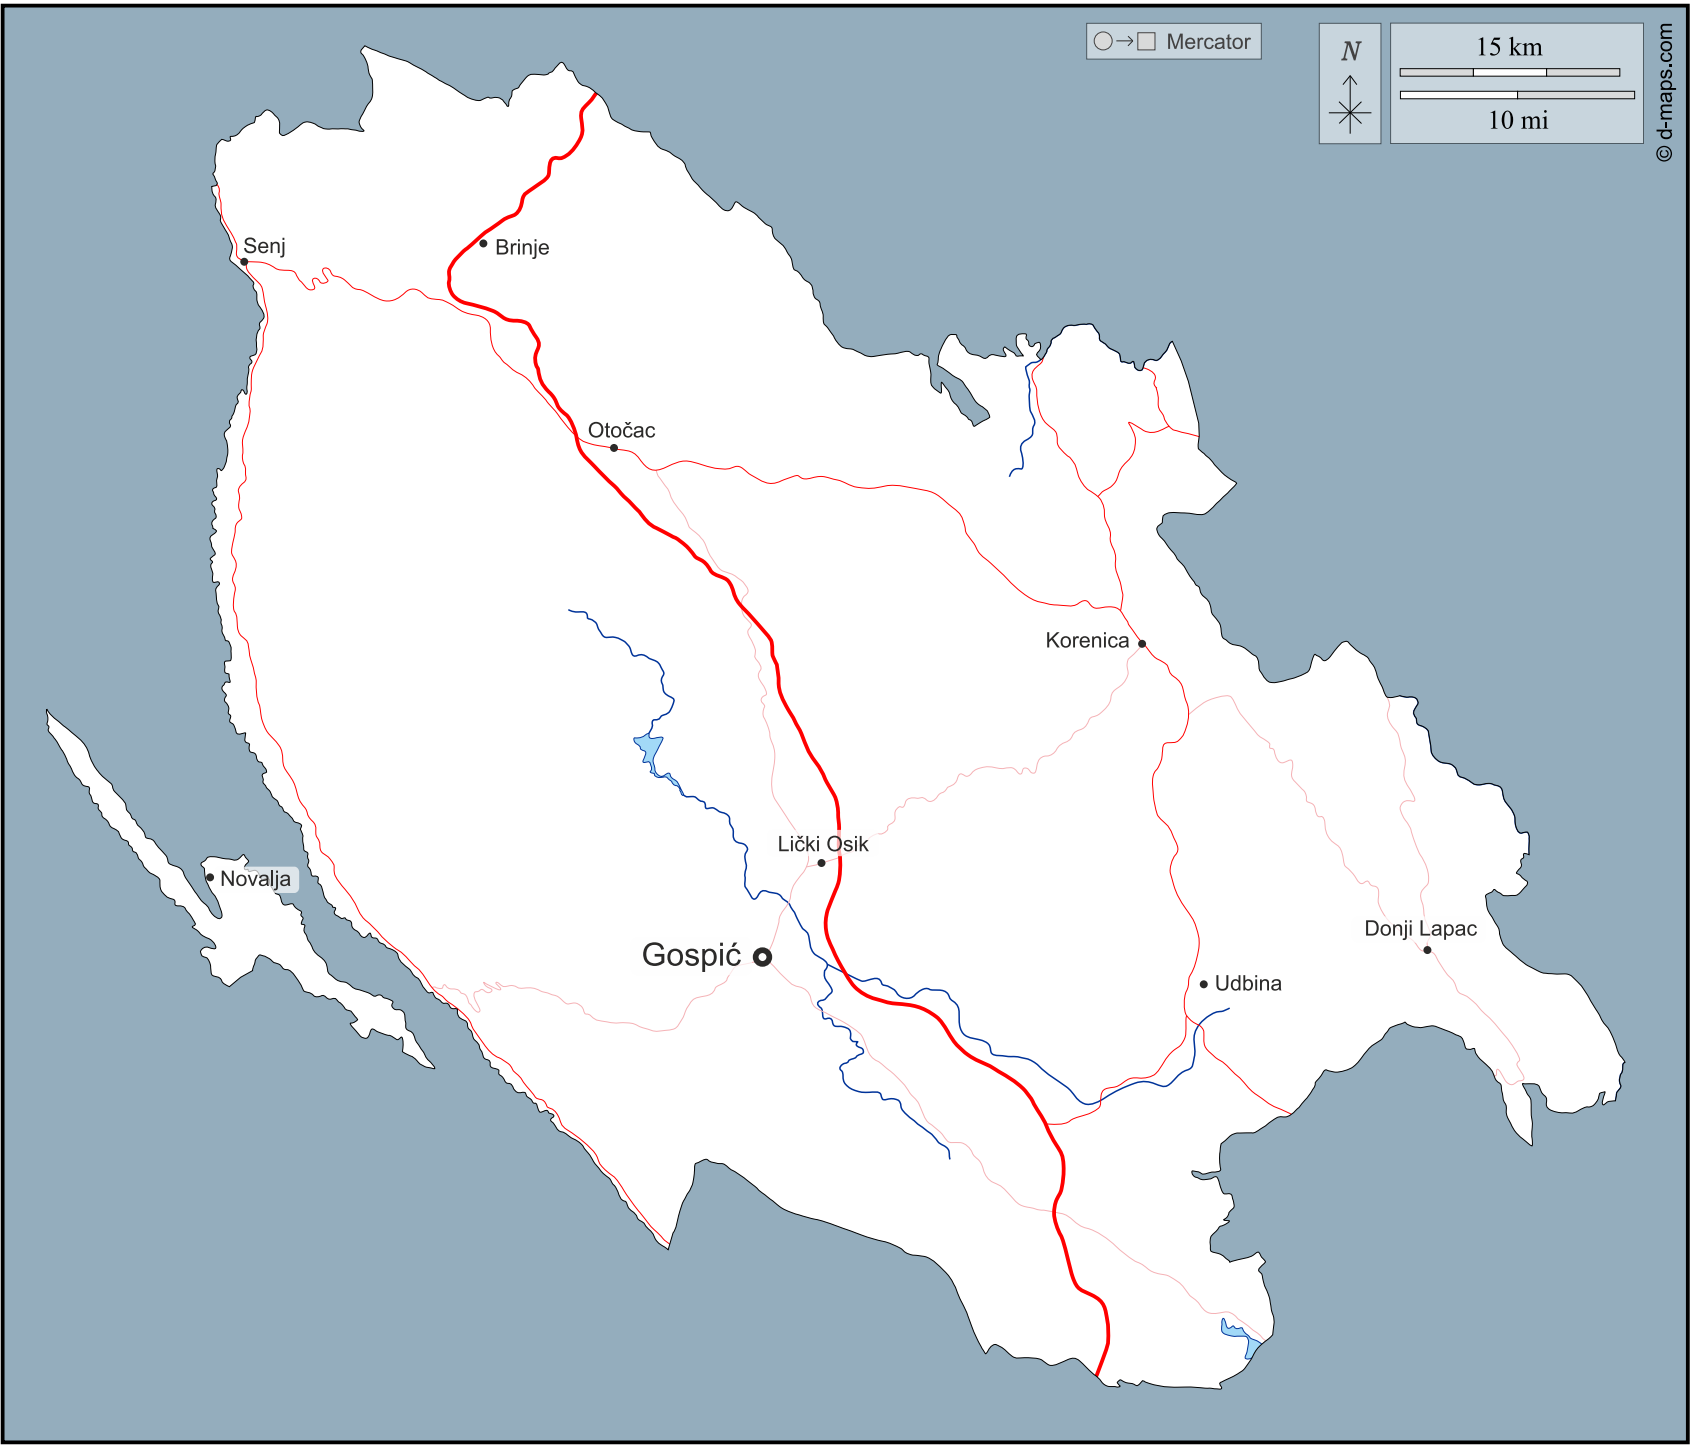 Mercator
N
15 km
10 mi
© d-maps.com
Senj
Brinje
Otočac
Korenica
Lički Osik
Novalja
Gospić
Donji Lapac
Udbina